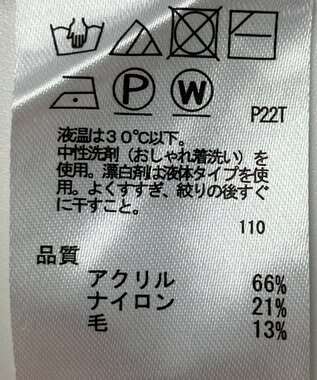 P W
P22T
液温は30℃以下。
中性洗剤(おしゃれ着洗い)を
使用。漂白剤は液体タイプを使
用。よくすすぎ、絞りの後すぐ
に干すこと。
110
品質
アクリル 66%
ナイロン 21%
毛 13%